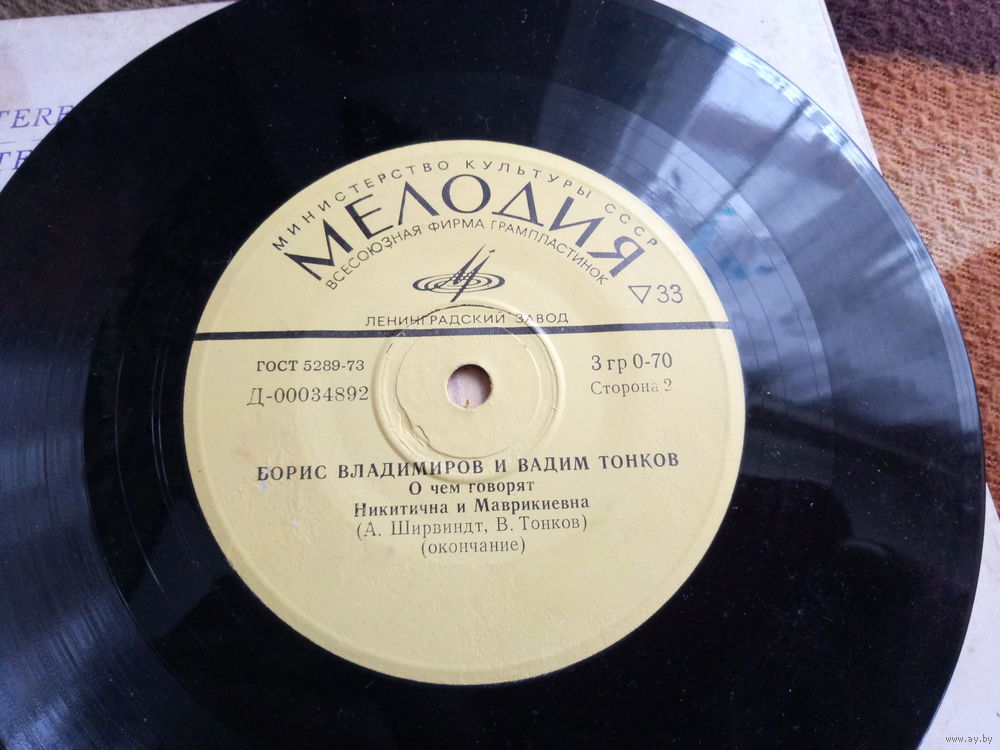 МИНИСТЕРСТВО КУЛЬТУРЫ СССР
МЕЛОДИЯ
ВСЕСОЮЗНАЯ ФИРМА ГРАМПЛАСТИНОК
▽33
ЛЕНИНГРАДСКИЙ ЗАВОД
ГОСТ 5289-73
3 гр 0-70
Д-00034892
Сторона 2
БОРИС ВЛАДИМИРОВ И ВАДИМ ТОНКОВ
О чем говорят
Никитична и Маврикиевна
(А. Ширвиндт, В. Тонков)
(окончание)
www.ay.by